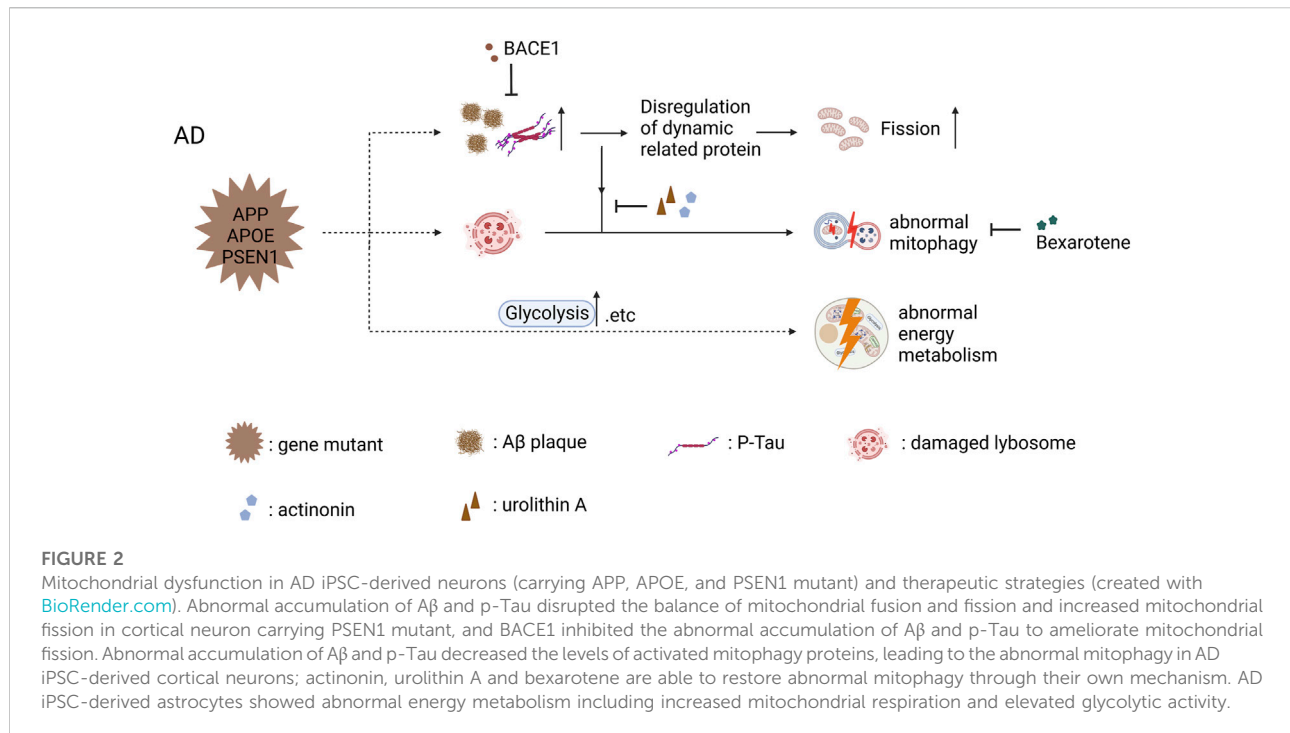 BACE1
AD
Disregulation
of dynamic
related protein
Fission
APP
APOE
PSEN1
abnormal
mitophagy
Bexarotene
Glycolysis .etc
abnormal
energy
metabolism
: gene mutant
: Aβ plaque
: P-Tau
: damaged lybosome
: actinonin
: urolithin A
FIGURE 2
Mitochondrial dysfunction in AD iPSC-derived neurons (carrying APP, APOE, and PSEN1 mutant) and therapeutic strategies (created with
BioRender.com). Abnormal accumulation of Aβ and p-Tau disrupted the balance of mitochondrial fusion and fission and increased mitochondrial
fission in cortical neuron carrying PSEN1 mutant, and BACE1 inhibited the abnormal accumulation of Aβ and p-Tau to ameliorate mitochondrial
fission. Abnormal accumulation of Aβ and p-Tau decreased the levels of activated mitophagy proteins, leading to the abnormal mitophagy in AD
iPSC-derived cortical neurons; actinonin, urolithin A and bexarotene are able to restore abnormal mitophagy through their own mechanism. AD
iPSC-derived astrocytes showed abnormal energy metabolism including increased mitochondrial respiration and elevated glycolytic activity.